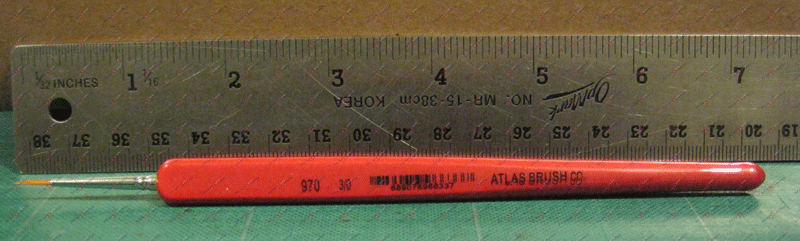 1/32 INCHES 1 1/16 2 3 4 5 6 7
NO. MR-15-38cm KOREA
38 37 36 35 34 33 32 31 30 29 28 27 26 25 24 23 22 21 20 19
970 3/0 ATLAS BRUSH CO.